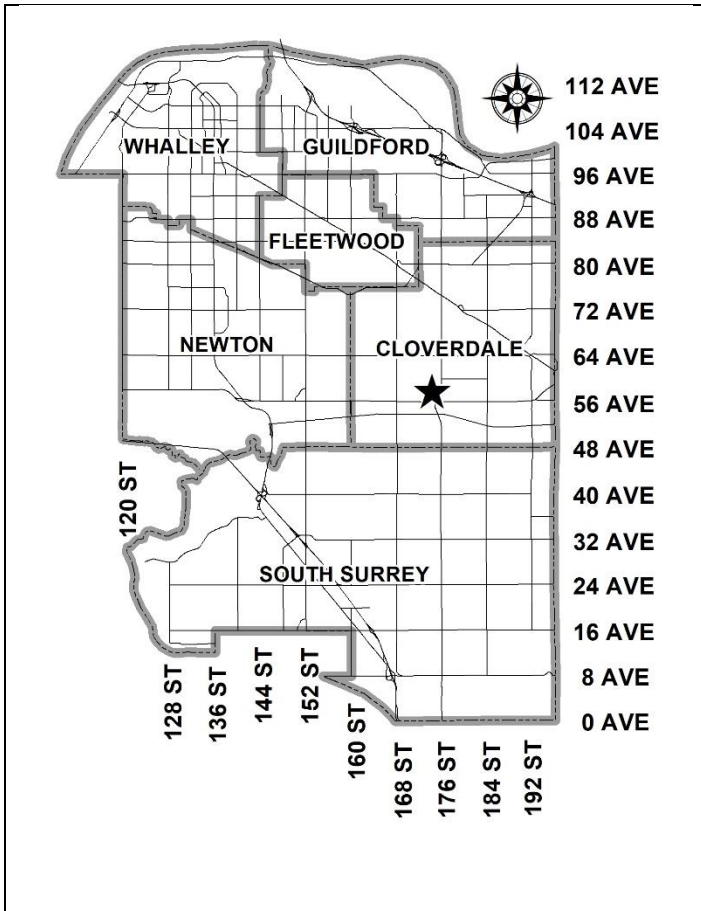 112 AVE
104 AVE
WHALLEY
GUILDFORD
96 AVE
88 AVE
FLEETWOOD
80 AVE
72 AVE
NEWTON
CLOVERDALE
64 AVE
56 AVE
48 AVE
120 ST
40 AVE
32 AVE
SOUTH SURREY
24 AVE
16 AVE
8 AVE
128 ST
136 ST
144 ST
152 ST
160 ST
0 AVE
168 ST
176 ST
184 ST
192 ST